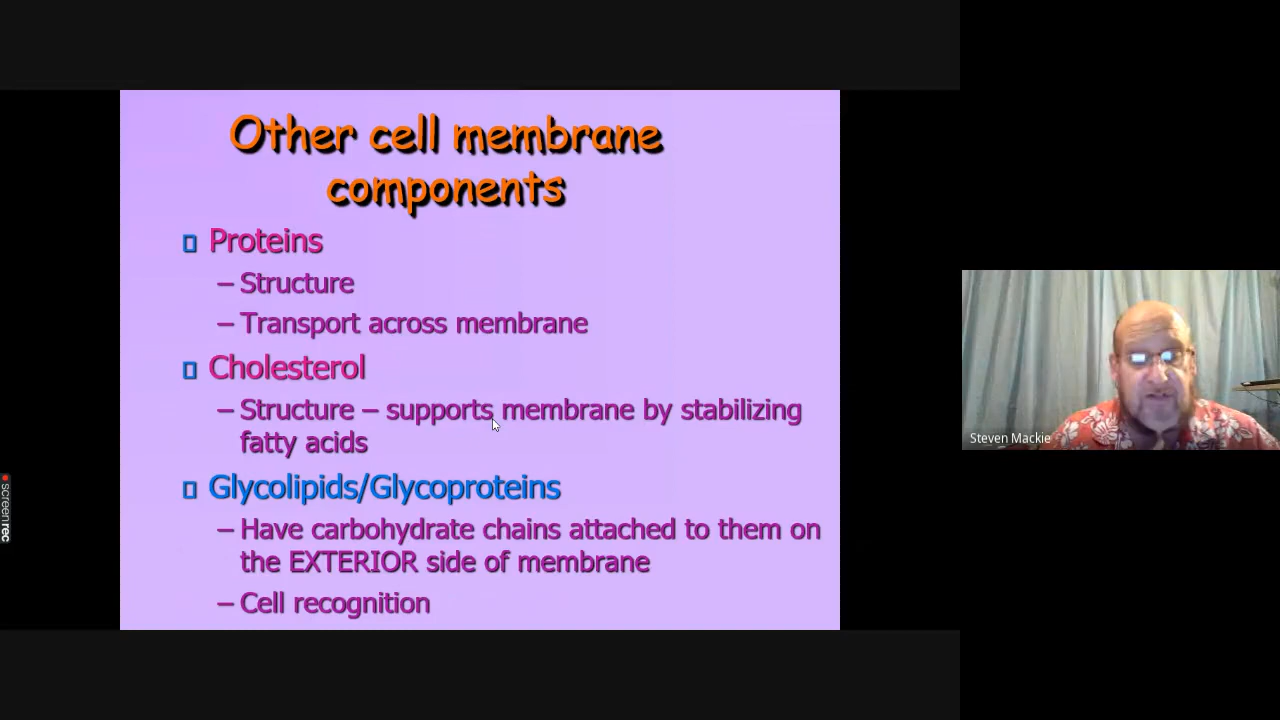 Other cell membrane
components
Proteins
– Structure
– Transport across membrane
Cholesterol
– Structure – supports membrane by stabilizing
fatty acids
Glycolipids/Glycoproteins
– Have carbohydrate chains attached to them on
the EXTERIOR side of membrane
– Cell recognition
Steven Mackie
screenrec